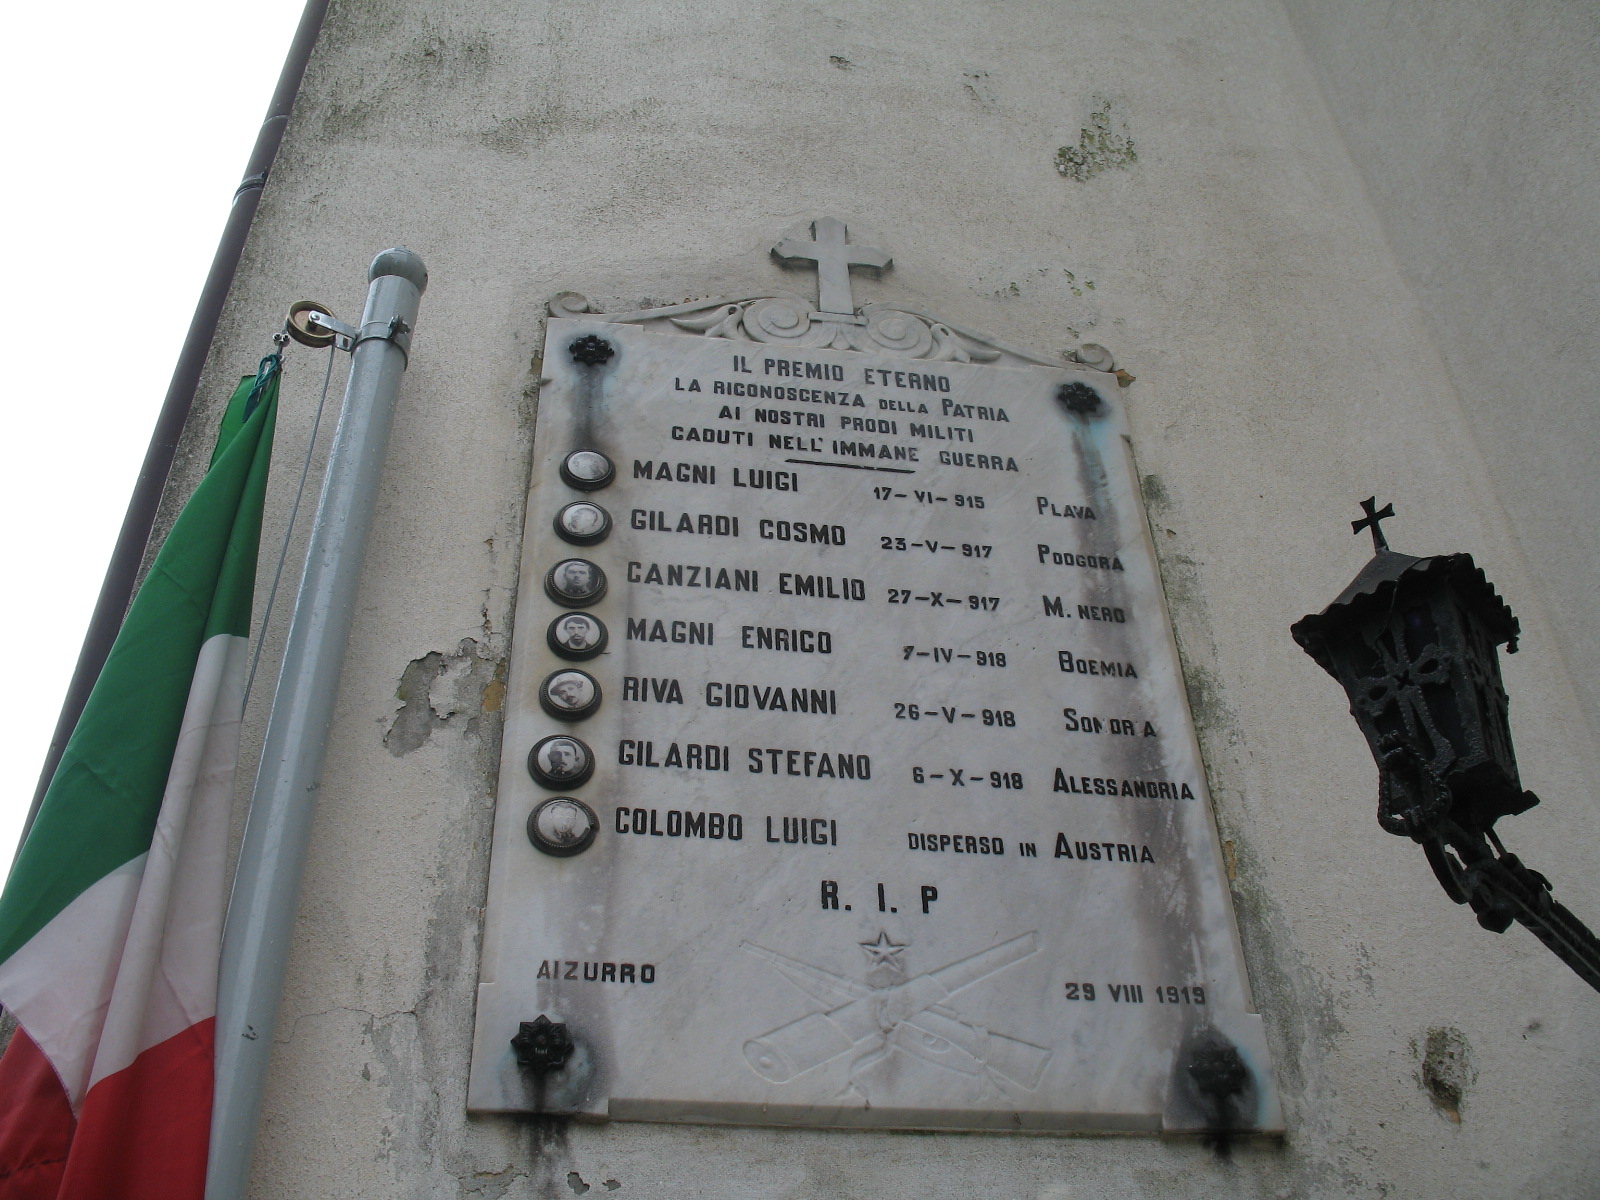 IL PREMIO ETERNO
LA RICONOSCENZA DELLA PATRIA
AI NOSTRI PRODI MILITI
CADUTI NELL'IMMANE GUERRA
MAGNI LUIGI 17-VI-915 PLAVA
GILARDI COSMO 23-V-917 PODGORA
CANZIANI EMILIO 27-X-917 M. NERO
MAGNI ENRICO 7-IV-918 BOEMIA
RIVA GIOVANNI 26-V-918
GILARDI STEFANO 6-X-918 ALESSANDRIA
COLOMBO LUIGI DISPERSO IN AUSTRIA
R. I. P
AIZURRO 29 VIII 1919